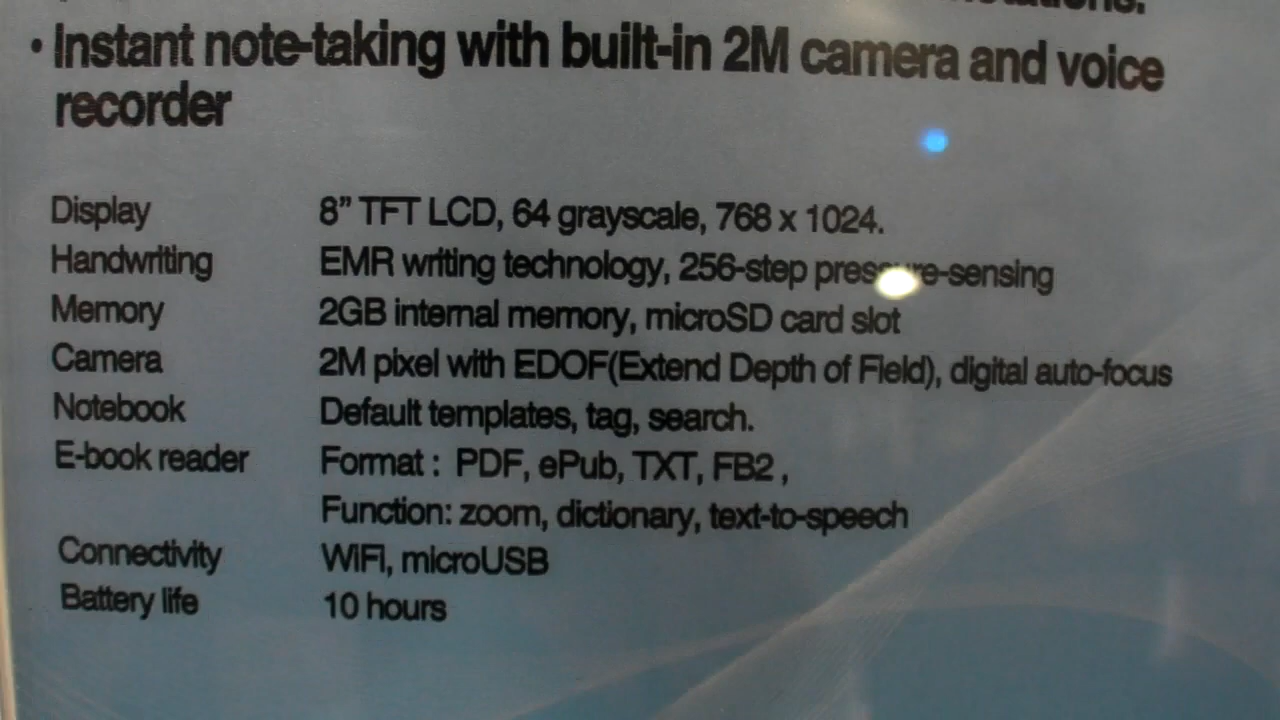 • Instant note-taking with built-in 2M camera and voice
recorder
Display 8” TFT LCD, 64 grayscale, 768 x 1024.
Handwriting EMR writing technology, 256-step pressure-sensing
Memory 2GB internal memory, microSD card slot
Camera 2M pixel with EDOF(Extend Depth of Field), digital auto-focus
Notebook Default templates, tag, search.
E-book reader Format : PDF, ePub, TXT, FB2 ,
Function: zoom, dictionary, text-to-speech
Connectivity WiFi, microUSB
Battery life 10 hours